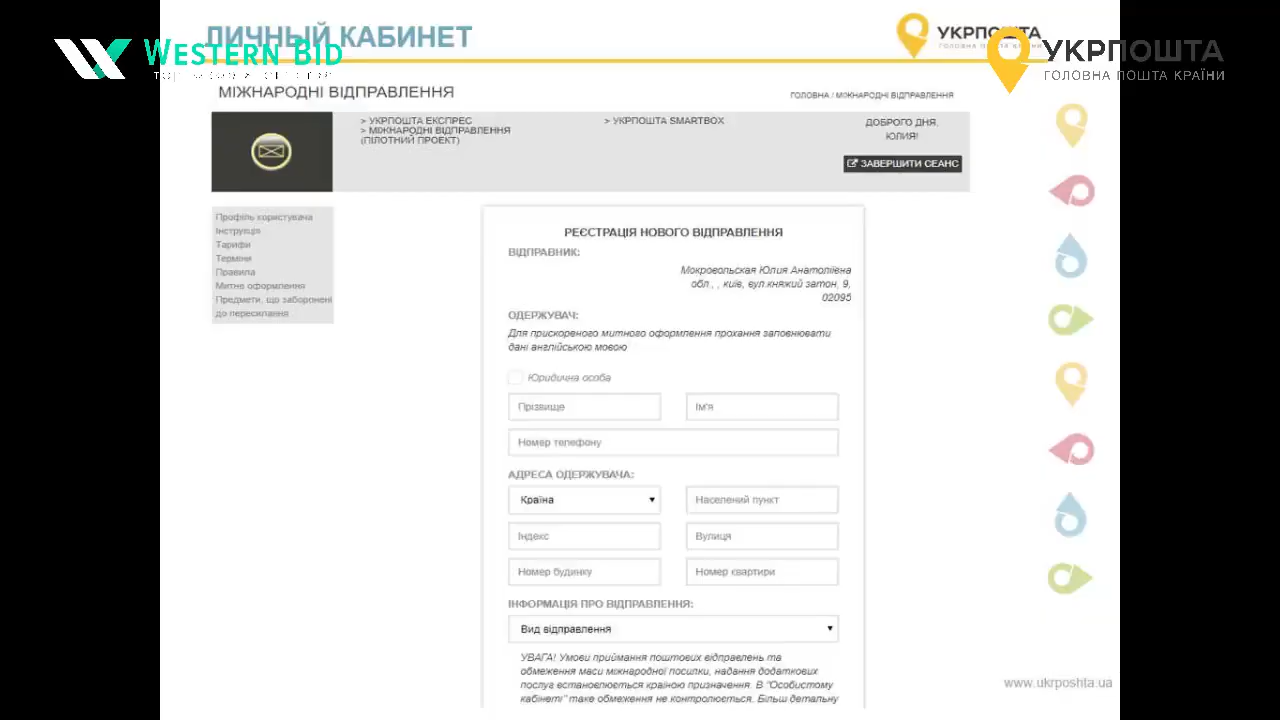 ЛИЧНЫЙ КАБИНЕТ
WESTERN BID
УКРПОШТА
УКРПОШТА
ГОЛОВНА ПОШТА КРАЇНИ
МІЖНАРОДНІ ВІДПРАВЛЕННЯ
ГОЛОВНА / МІЖНАРОДНІ ВІДПРАВЛЕННЯ
> УКРПОШТА ЕКСПРЕС
> МІЖНАРОДНІ ВІДПРАВЛЕННЯ
(ПІЛОТНИЙ ПРОЕКТ)
> УКРПОШТА SMARTBOX
ДОБРОГО ДНЯ,
ЮЛИЯ!
ЗАВЕРШИТИ СЕАНС
Профіль користувача
Інструкція
Тарифи
Терміни
Правила
Митне оформлення
Предмети, що заборонені
до пересилання
РЕЄСТРАЦІЯ НОВОГО ВІДПРАВЛЕННЯ
ВІДПРАВНИК:
Мокровольская Юлия Анатоліївна
обл., , київ, вул.княжий затон, 9,
02095
ОДЕРЖУВАЧ:
Для прискореного митного оформлення прохання заповнювати
дані англійською мовою
Юридична особа
Прізвище
Ім'я
Номер телефону
АДРЕСА ОДЕРЖУВАЧА:
Країна
Населений пункт
Індекс
Вулиця
Номер будинку
Номер квартири
ІНФОРМАЦІЯ ПРО ВІДПРАВЛЕННЯ:
Вид відправлення
УВАГА! Умови приймання поштових відправлень та
обмеження маси міжнародної посилки, надання додаткових
послуг встановлюється країною призначення. В "Особистому
кабінеті" таке обмеження не контролюється. Більш детальну
www.ukrposhta.ua